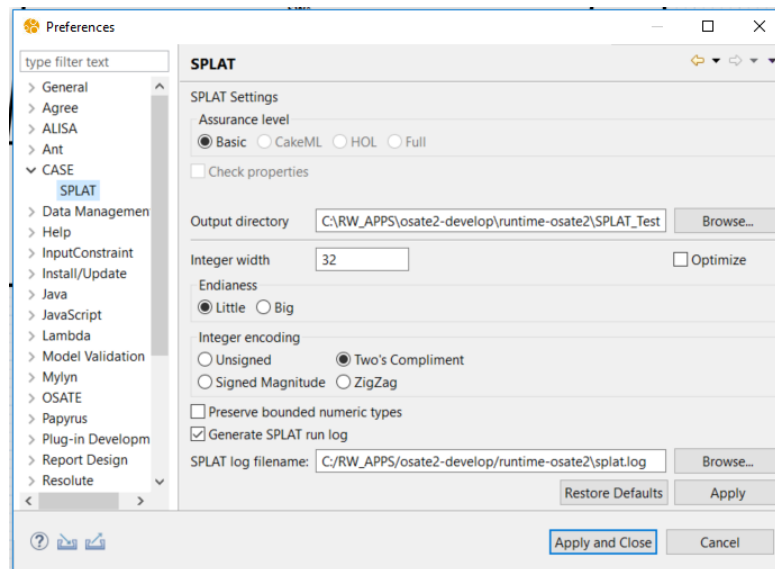 Preferences
type filter text
General
Agree
ALISA
Ant
CASE
SPLAT
Data Managemen
Help
InputConstraint
Install/Update
Java
JavaScript
Lambda
Model Validation
Mylyn
OSATE
Papyrus
Plug-in Developm
Report Design
Resolute
SPLAT
SPLAT Settings
Assurance level
Basic CakeML HOL Full
Check properties
Output directory C:\RW_APPS\osate2-develop\runtime-osate2\SPLAT_Test Browse...
Integer width 32 Optimize
Endianess
Little Big
Integer encoding
Unsigned Two's Compliment
Signed Magnitude ZigZag
Preserve bounded numeric types
Generate SPLAT run log
SPLAT log filename: C:/RW_APPS/osate2-develop/runtime-osate2\splat.log Browse...
Restore Defaults Apply
Apply and Close Cancel